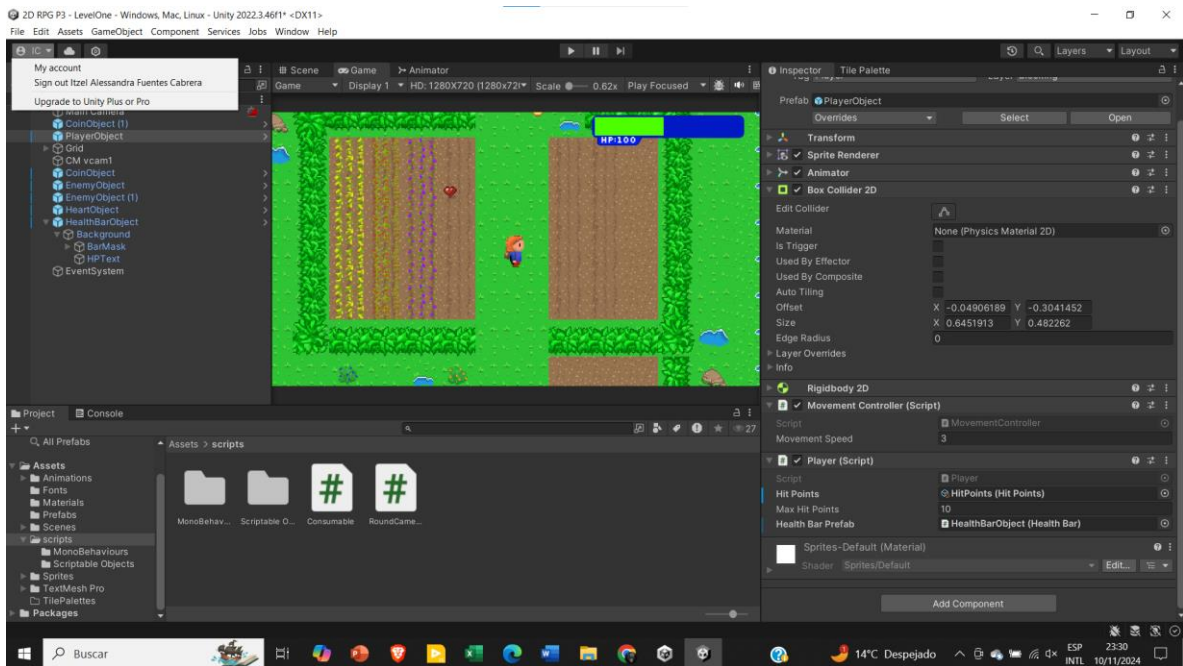 2D RPG P3 - LevelOne - Windows, Mac, Linux - Unity 2022.3.46f1* <DX11>
File Edit Assets GameObject Component Services Jobs Window Help
IC
Layers Layout
My account
Sign out Itzel Alessandra Fuentes Cabrera
Upgrade to Unity Plus or Pro
Main Camera
CoinObject (1)
PlayerObject
Grid
CM vcam1
CoinObject
EnemyObject
EnemyObject (1)
HeartObject
HealthBarObject
Background
BarMask
HPText
EventSystem
Scene Game Animator
Game Display 1 HD: 1280X720 (1280x72 Scale 0.62x Play Focused
HP:100
Inspector Tile Palette
Prefab PlayerObject
Overrides Select Open
Transform
Sprite Renderer
Animator
Box Collider 2D
Edit Collider
Material None (Physics Material 2D)
Is Trigger
Used By Effector
Used By Composite
Auto Tiling
Offset X -0.04906189 Y -0.3041452
Size X 0.6451913 Y 0.482262
Edge Radius 0
Layer Overrides
Info
Rigidbody 2D
Movement Controller (Script)
Script MovementController
Movement Speed 3
Player (Script)
Script Player
Hit Points HitPoints (Hit Points)
Max Hit Points 10
Health Bar Prefab HealthBarObject (Health Bar)
Sprites-Default (Material)
Shader Sprites/Default Edit...
Add Component
Project Console
27
All Prefabs
Assets
Animations
Fonts
Materials
Prefabs
Scenes
scripts
MonoBehaviours
Scriptable Objects
Sprites
TextMesh Pro
TilePalettes
Packages
Assets > scripts
MonoBehav... Scriptable O... Consumable RoundCame...
Buscar
14°C Despejado
ESP
INTL
23:30
10/11/2024